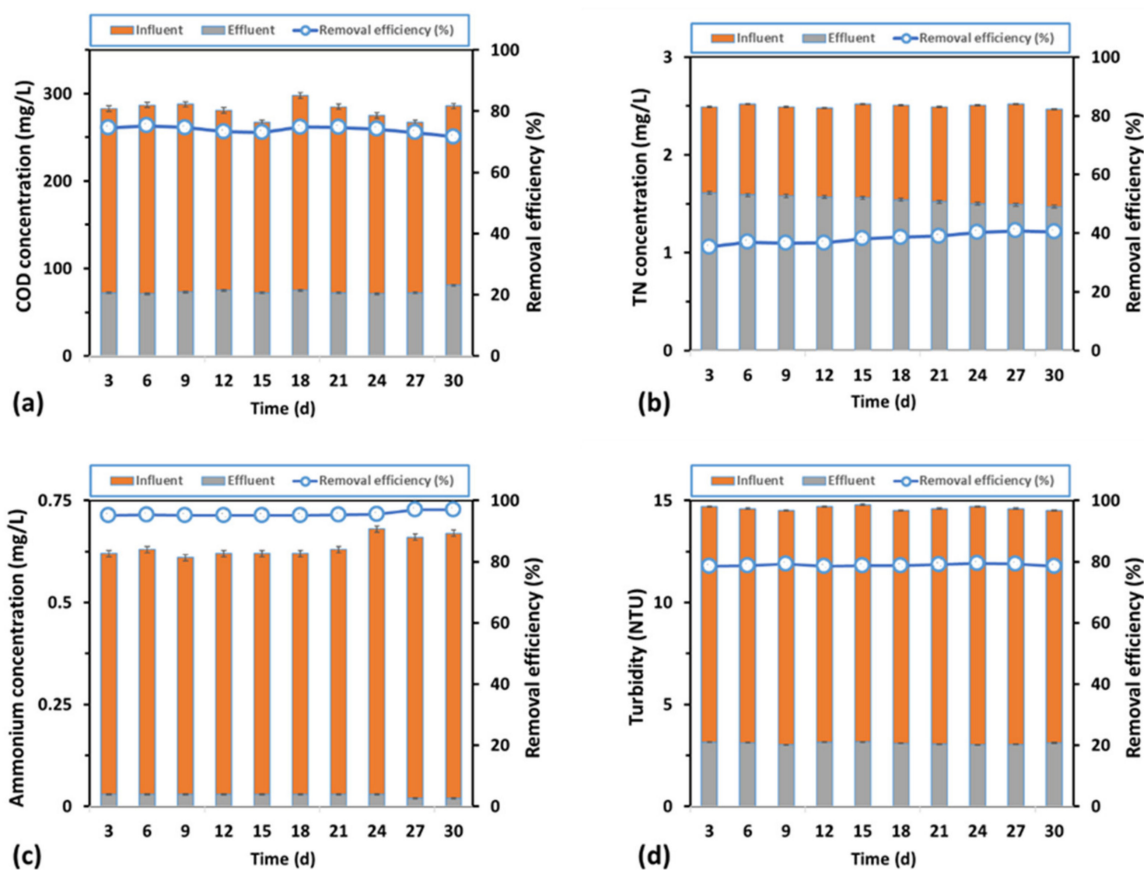 Influent Effluent Removal efficiency (%)
COD concentration (mg/L)
300
200
100
0
100
80
60
40
20
0
Removal efficiency (%)
3 6 9 12 15 18 21 24 27 30
Time (d)
(a)
Influent Effluent Removal efficiency (%)
TN concentration (mg/L)
3
2
1
0
100
80
60
40
20
0
Removal efficiency (%)
3 6 9 12 15 18 21 24 27 30
Time (d)
(b)
Influent Effluent Removal efficiency (%)
Ammonium concentration (mg/L)
0.75
0.5
0.25
0
100
80
60
40
20
0
Removal efficiency (%)
3 6 9 12 15 18 21 24 27 30
Time (d)
(c)
Influent Effluent Removal efficiency (%)
Turbidity (NTU)
15
10
5
0
100
80
60
40
20
0
Removal efficiency (%)
3 6 9 12 15 18 21 24 27 30
Time (d)
(d)